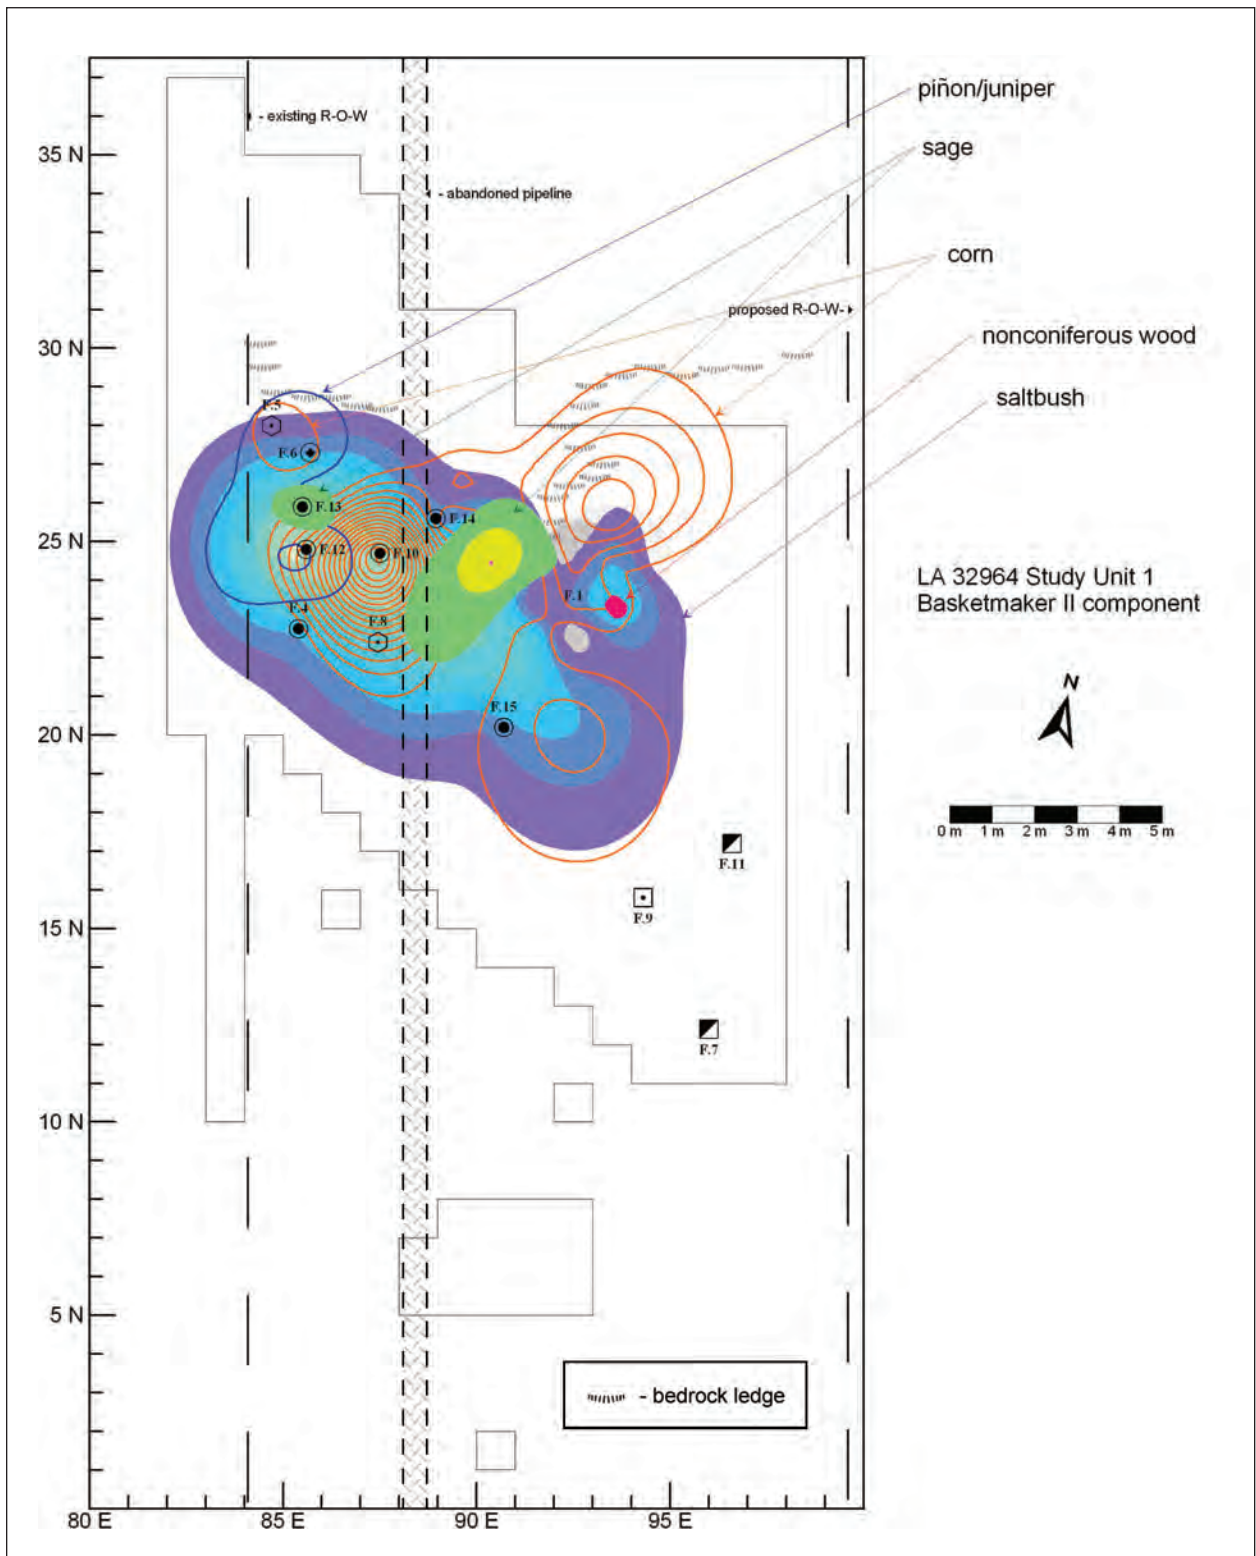 piñon/juniper
- existing R-O-W
sage
35 N
- abandoned pipeline
corn
proposed R-O-W-
30 N
nonconiferous wood
saltbush
F.5
F.6
F.13
F.14
25 N
F.12
F.10
F.1
LA 32964 Study Unit 1
Basketmaker II component
F.4
F.8
N
F.15
20 N
0 m 1 m 2 m 3 m 4 m 5 m
F.11
15 N
F.9
F.7
10 N
5 N
- bedrock ledge
80 E 85 E 90 E 95 E